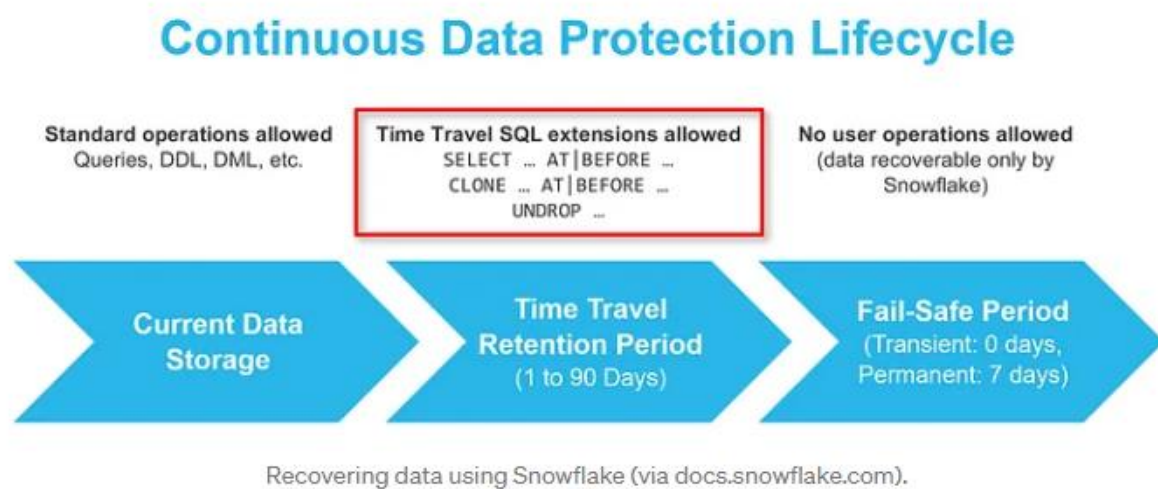 Continuous Data Protection Lifecycle
Standard operations allowed
Queries, DDL, DML, etc.
Time Travel SQL extensions allowed
SELECT … AT|BEFORE …
CLONE … AT|BEFORE …
UNDROP …
No user operations allowed
(data recoverable only by
Snowflake)
Current Data
Storage
Time Travel
Retention Period
(1 to 90 Days)
Fail-Safe Period
(Transient: 0 days,
Permanent: 7 days)
Recovering data using Snowflake (via docs.snowflake.com).